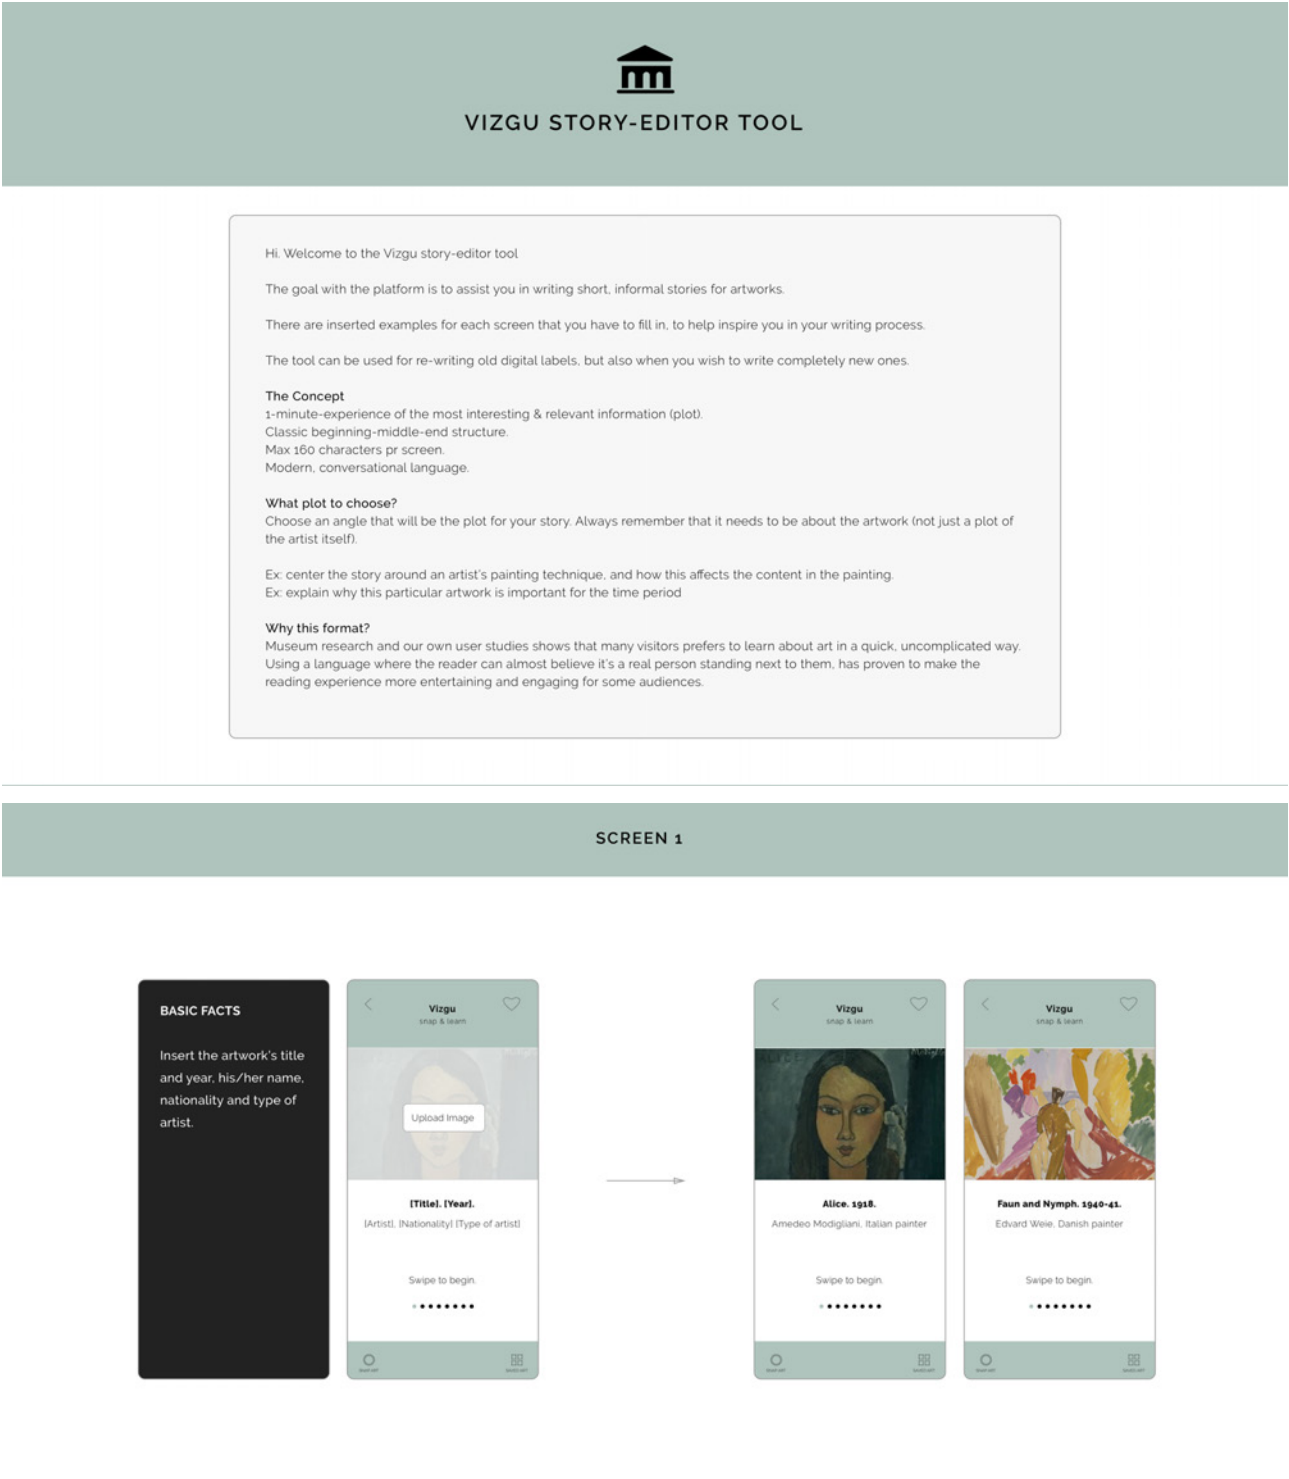 VIZGU STORY-EDITOR TOOL
Hi. Welcome to the Vizgu story-editor tool
The goal with the platform is to assist you in writing short, informal stories for artworks.
There are inserted examples for each screen that you have to fill in, to help inspire you in your writing process.
The tool can be used for re-writing old digital labels, but also when you wish to write completely new ones.
The Concept
1-minute-experience of the most interesting & relevant information (plot).
Classic beginning-middle-end structure.
Max 160 characters pr screen.
Modern, conversational language.
What plot to choose?
Choose an angle that will be the plot for your story. Always remember that it needs to be about the artwork (not just a plot of
the artist itself).
Ex: center the story around an artist's painting technique, and how this affects the content in the painting.
Ex: explain why this particular artwork is important for the time period
Why this format?
Museum research and our own user studies shows that many visitors prefers to learn about art in a quick, uncomplicated way.
Using a language where the reader can almost believe it's a real person standing next to them, has proven to make the
reading experience more entertaining and engaging for some audiences.
SCREEN 1
BASIC FACTS
Insert the artwork's title
and year, his/her name,
nationality and type of
artist.
Vizgu
snap & learn
Upload Image
[Title]. [Year].
[Artist], [Nationality] [Type of artist]
Swipe to begin.
Vizgu
snap & learn
ALICE
Alice. 1918.
Amedeo Modigliani, Italian painter
Swipe to begin.
Vizgu
snap & learn
Faun and Nymph. 1940-41.
Edvard Weie, Danish painter
Swipe to begin.